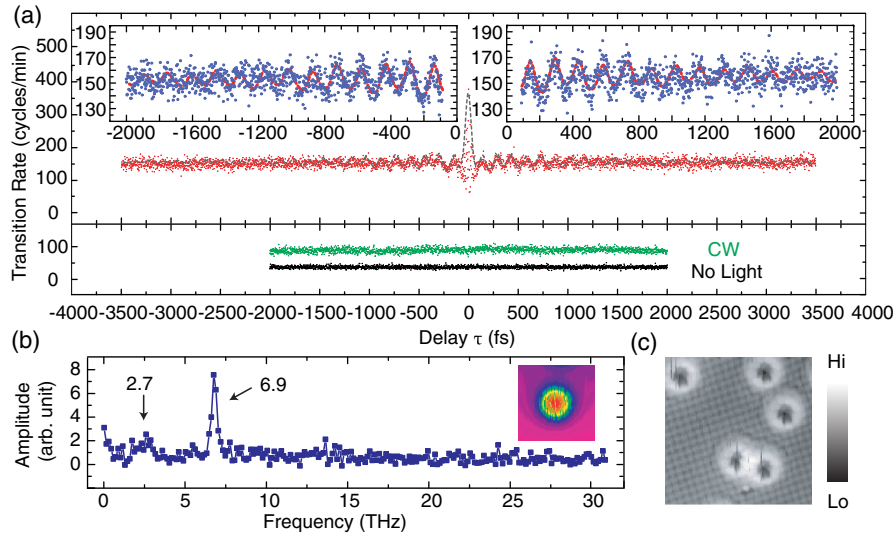 (a)
Transition Rate (cycles/min)
500
400
300
200
100
0
100
0
190
170
150
130
-2000 -1600 -1200 -800 -400 0
190
170
150
130
0 400 800 1200 1600 2000
CW
No Light
-4000 -3500 -3000 -2500 -2000 -1500 -1000 -500 0 500 1000 1500 2000 2500 3000 3500 4000
Delay τ (fs)
(b)
Amplitude
(arb. unit)
8
6
4
2
0
2.7
6.9
0 5 10 15 20 25 30
Frequency (THz)
(c)
Hi
Lo